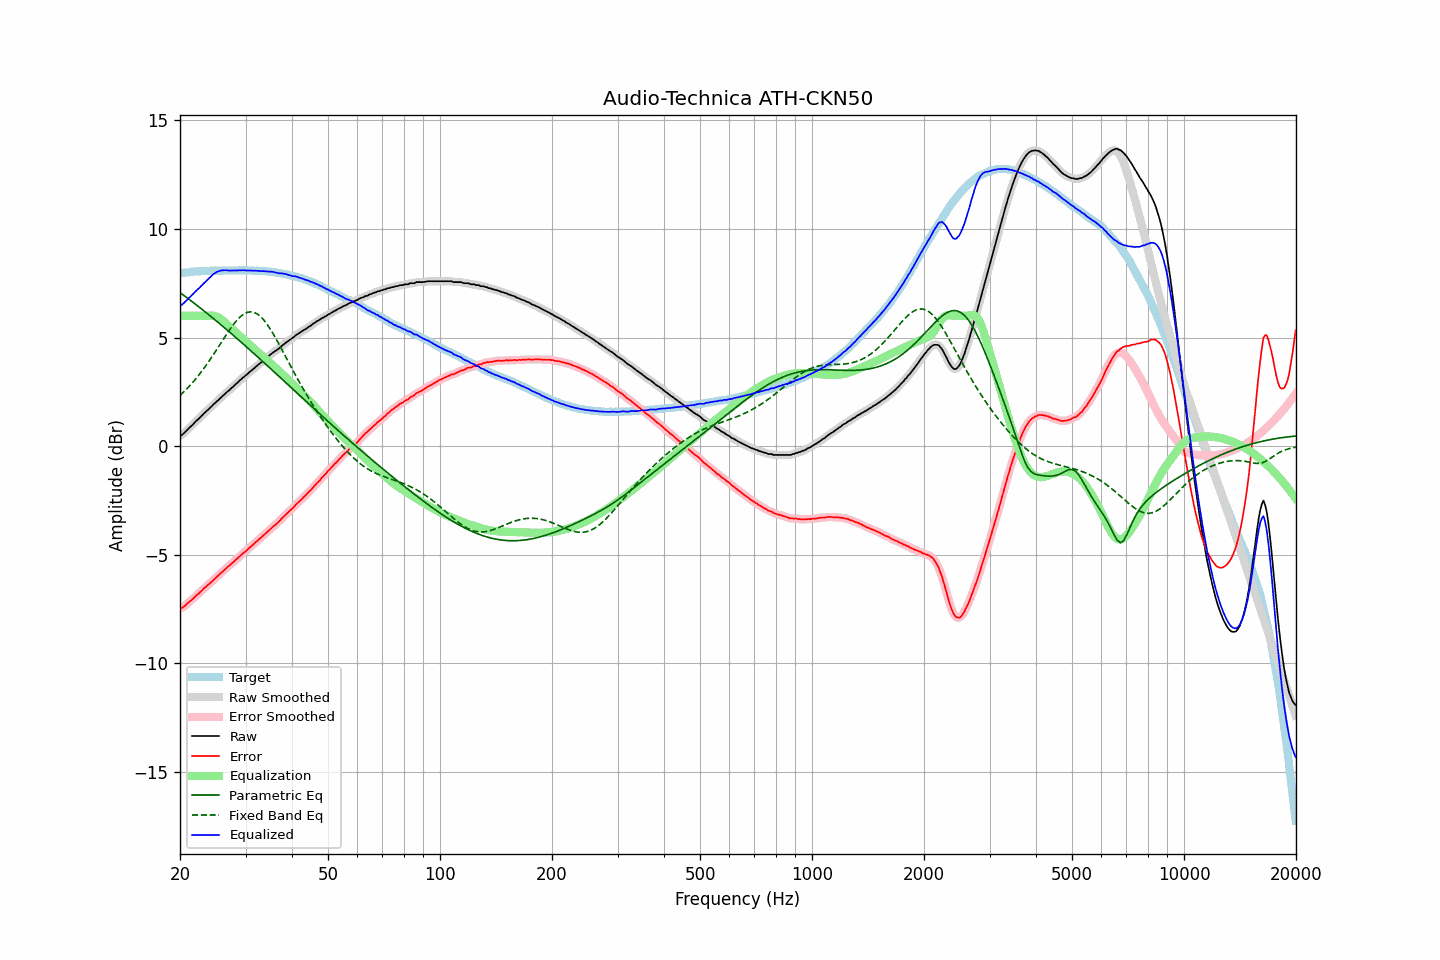 Audio-Technica ATH-CKN50
Amplitude (dBr)
15
10
5
0
−5
−10
−15
Target
Raw Smoothed
Error Smoothed
Raw
Error
Equalization
Parametric Eq
Fixed Band Eq
Equalized
20 50 100 200 500 1000 2000 5000 10000 20000
Frequency (Hz)